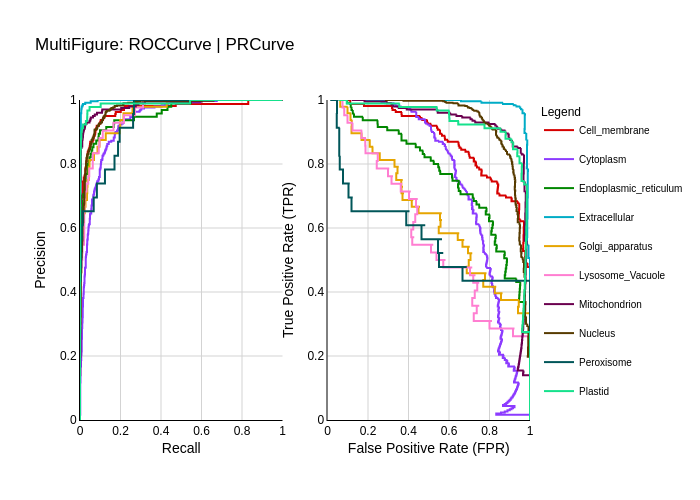 MultiFigure: ROCCurve | PRCurve
Precision
1
0.8
0.6
0.4
0.2
0
0 0.2 0.4 0.6 0.8 1
Recall
True Positive Rate (TPR)
1
0.8
0.6
0.4
0.2
0
0 0.2 0.4 0.6 0.8 1
False Positive Rate (FPR)
Legend
Cell_membrane
Cytoplasm
Endoplasmic_reticulum
Extracellular
Golgi_apparatus
Lysosome_Vacuole
Mitochondrion
Nucleus
Peroxisome
Plastid